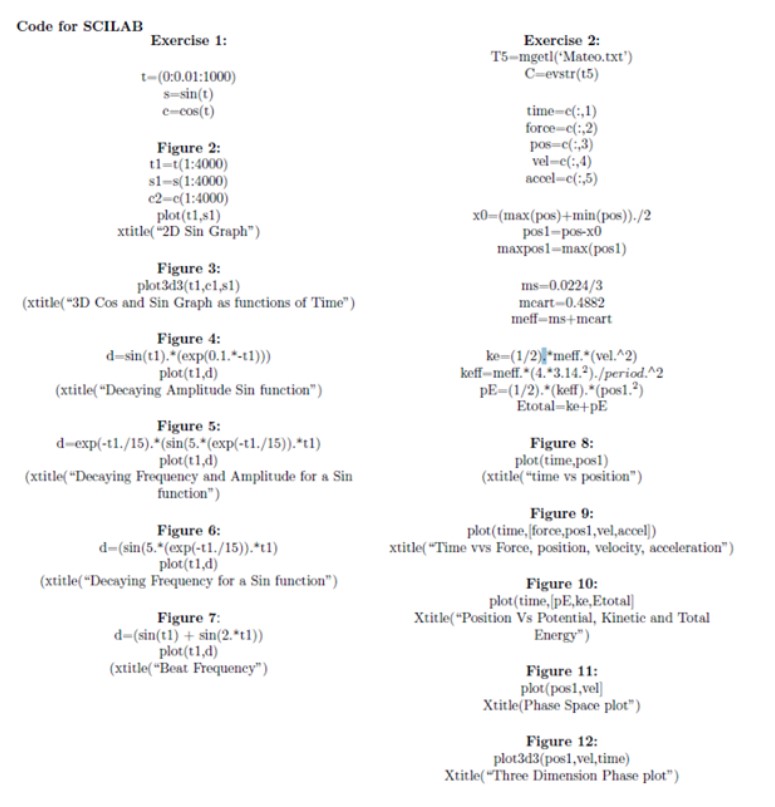 Code for SCILAB
Exercise 1:
t=(0:0.01:1000)
s=sin(t)
c=cos(t)
Figure 2:
t1=t(1:4000)
s1=s(1:4000)
c2=c(1:4000)
plot(t1,s1)
xtitle("2D Sin Graph")
Figure 3:
plot3d3(t1,c1,s1)
(xtitle("3D Cos and Sin Graph as functions of Time")
Figure 4:
d=sin(t1).*(exp(0.1.*-t1)))
plot(t1,d)
(xtitle("Decaying Amplitude Sin function")
Figure 5:
d=exp(-t1./15).*(sin(5.*(exp(-t1./15)).*t1)
plot(t1,d)
(xtitle("Decaying Frequency and Amplitude for a Sin
function")
Figure 6:
d=(sin(5.*(exp(-t1./15)).*t1)
plot(t1,d)
(xtitle("Decaying Frequency for a Sin function")
Figure 7:
d=(sin(t1) + sin(2.*t1))
plot(t1,d)
(xtitle("Beat Frequency")
Exercise 2:
T5=mgetl('Mateo.txt')
C=evstr(t5)
time=c(:,1)
force=c(:,2)
pos=c(:,3)
vel=c(:,4)
accel=c(:,5)
x0=(max(pos)+min(pos))./2
pos1=pos-x0
maxpos1=max(pos1)
ms=0.0224/3
mcart=0.4882
meff=ms+mcart
ke=(1/2).*meff.*(vel.^2)
keff=meff.*(4.*3.14.²)./period.^2
pE=(1/2).*(keff).*(pos1.²)
Etotal=ke+pE
Figure 8:
plot(time,pos1)
(xtitle("time vs position")
Figure 9:
plot(time,[force,pos1,vel,accel])
xtitle("Time vvs Force, position, velocity, acceleration")
Figure 10:
plot(time,[pE,ke,Etotal]
Xtitle("Position Vs Potential, Kinetic and Total
Energy")
Figure 11:
plot(pos1,vel]
Xtitle(Phase Space plot")
Figure 12:
plot3d3(pos1,vel,time)
Xtitle("Three Dimension Phase plot")